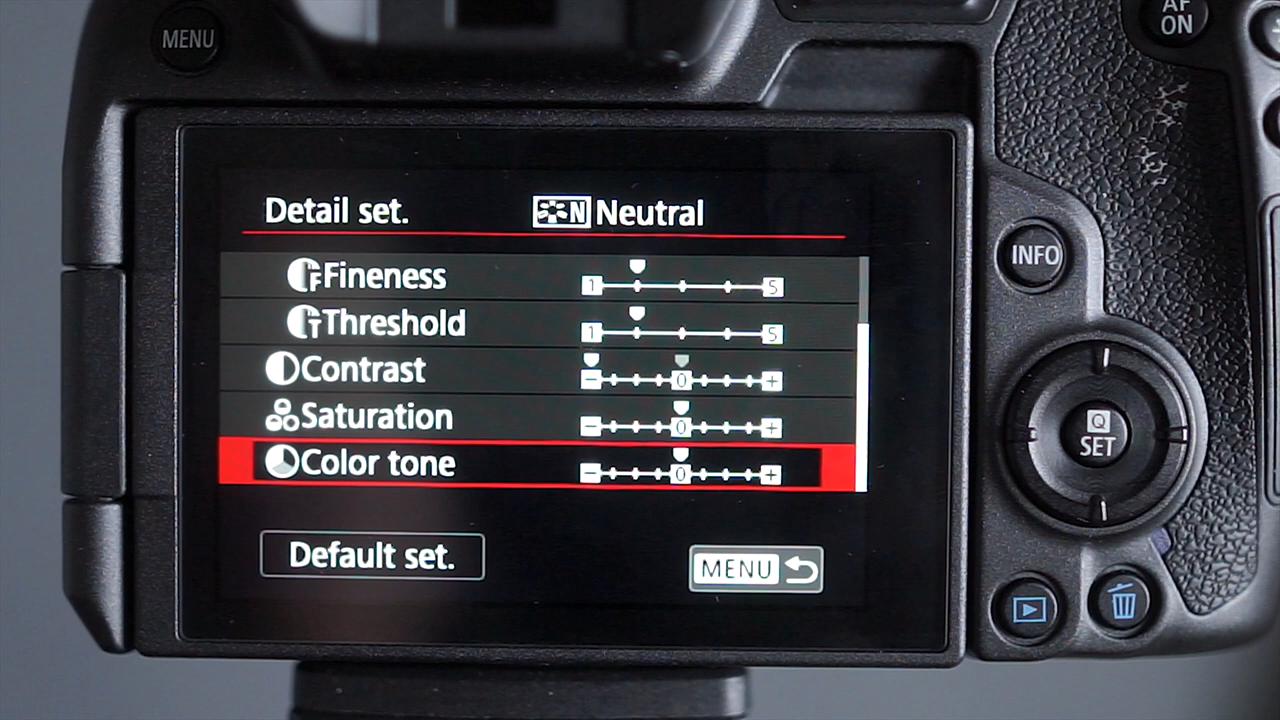 MENU
AF
ON
Detail set. N Neutral
F Fineness 1 5
T Threshold 1 5
Contrast − 0 +
Saturation − 0 +
Color tone − 0 +
Default set. MENU
INFO
Q
SET